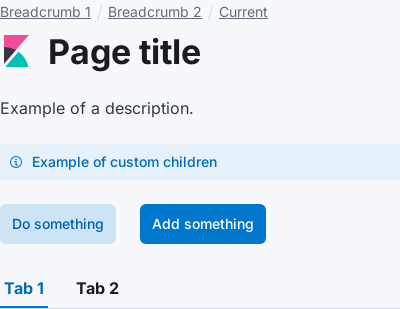 Breadcrumb 1 / Breadcrumb 2 / Current
Page title
Example of a description.
Example of custom children
Do something Add something
Tab 1 Tab 2